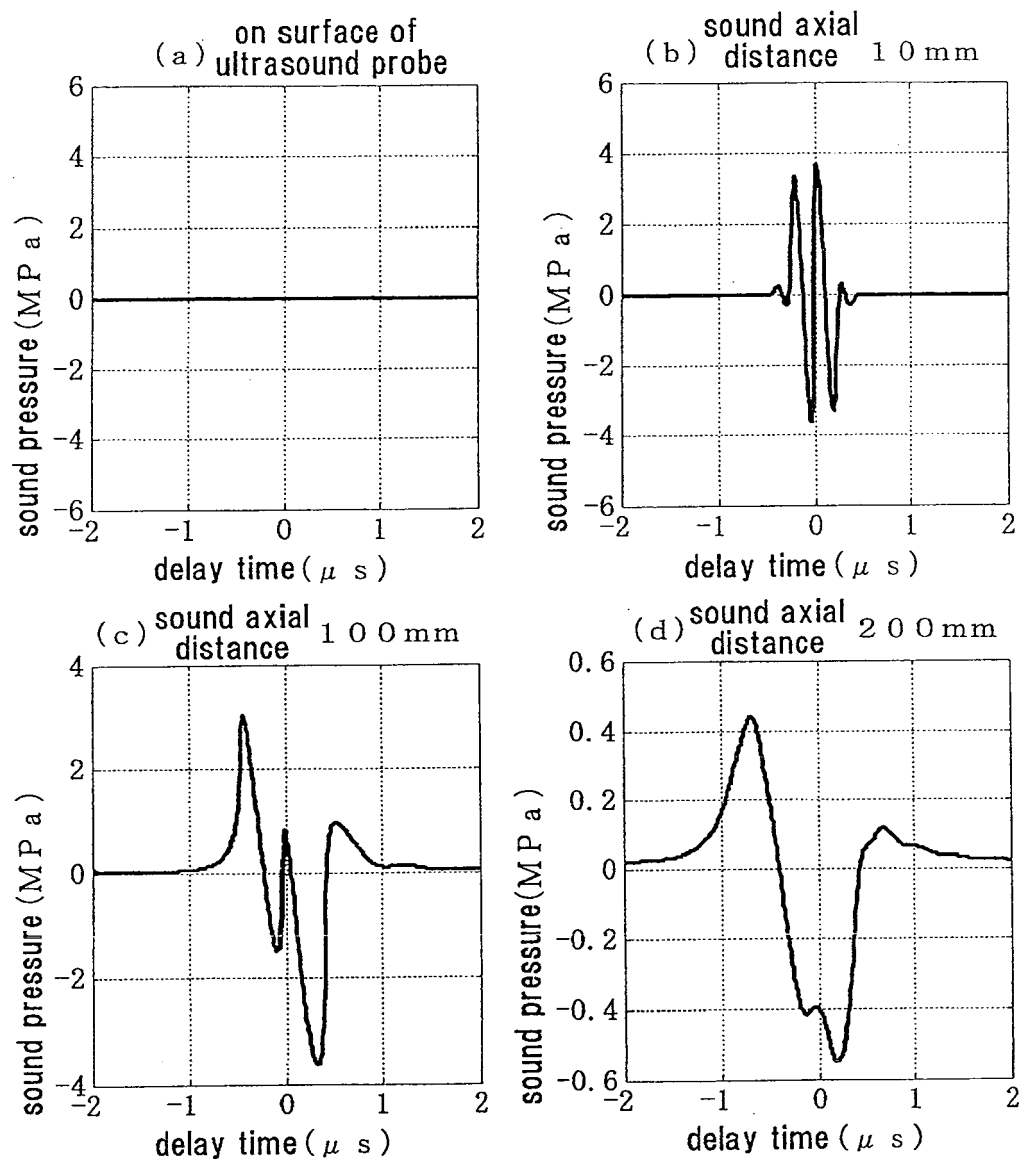 (a) on surface of
ultrasound probe
6
4
2
0
-2
-4
-6
-2 -1 0 1 2
sound pressure(MPa)
delay time(μs)
(b) sound axial
distance 10mm
6
4
2
0
-2
-4
-6
-2 -1 0 1 2
sound pressure(MPa)
delay time(μs)
(c) sound axial
distance 100mm
4
2
0
-2
-4
-2 -1 0 1 2
sound pressure(MPa)
delay time(μs)
(d) sound axial
distance 200mm
0.6
0.4
0.2
0
-0.2
-0.4
-0.6
-2 -1 0 1 2
sound pressure(MPa)
delay time(μs)